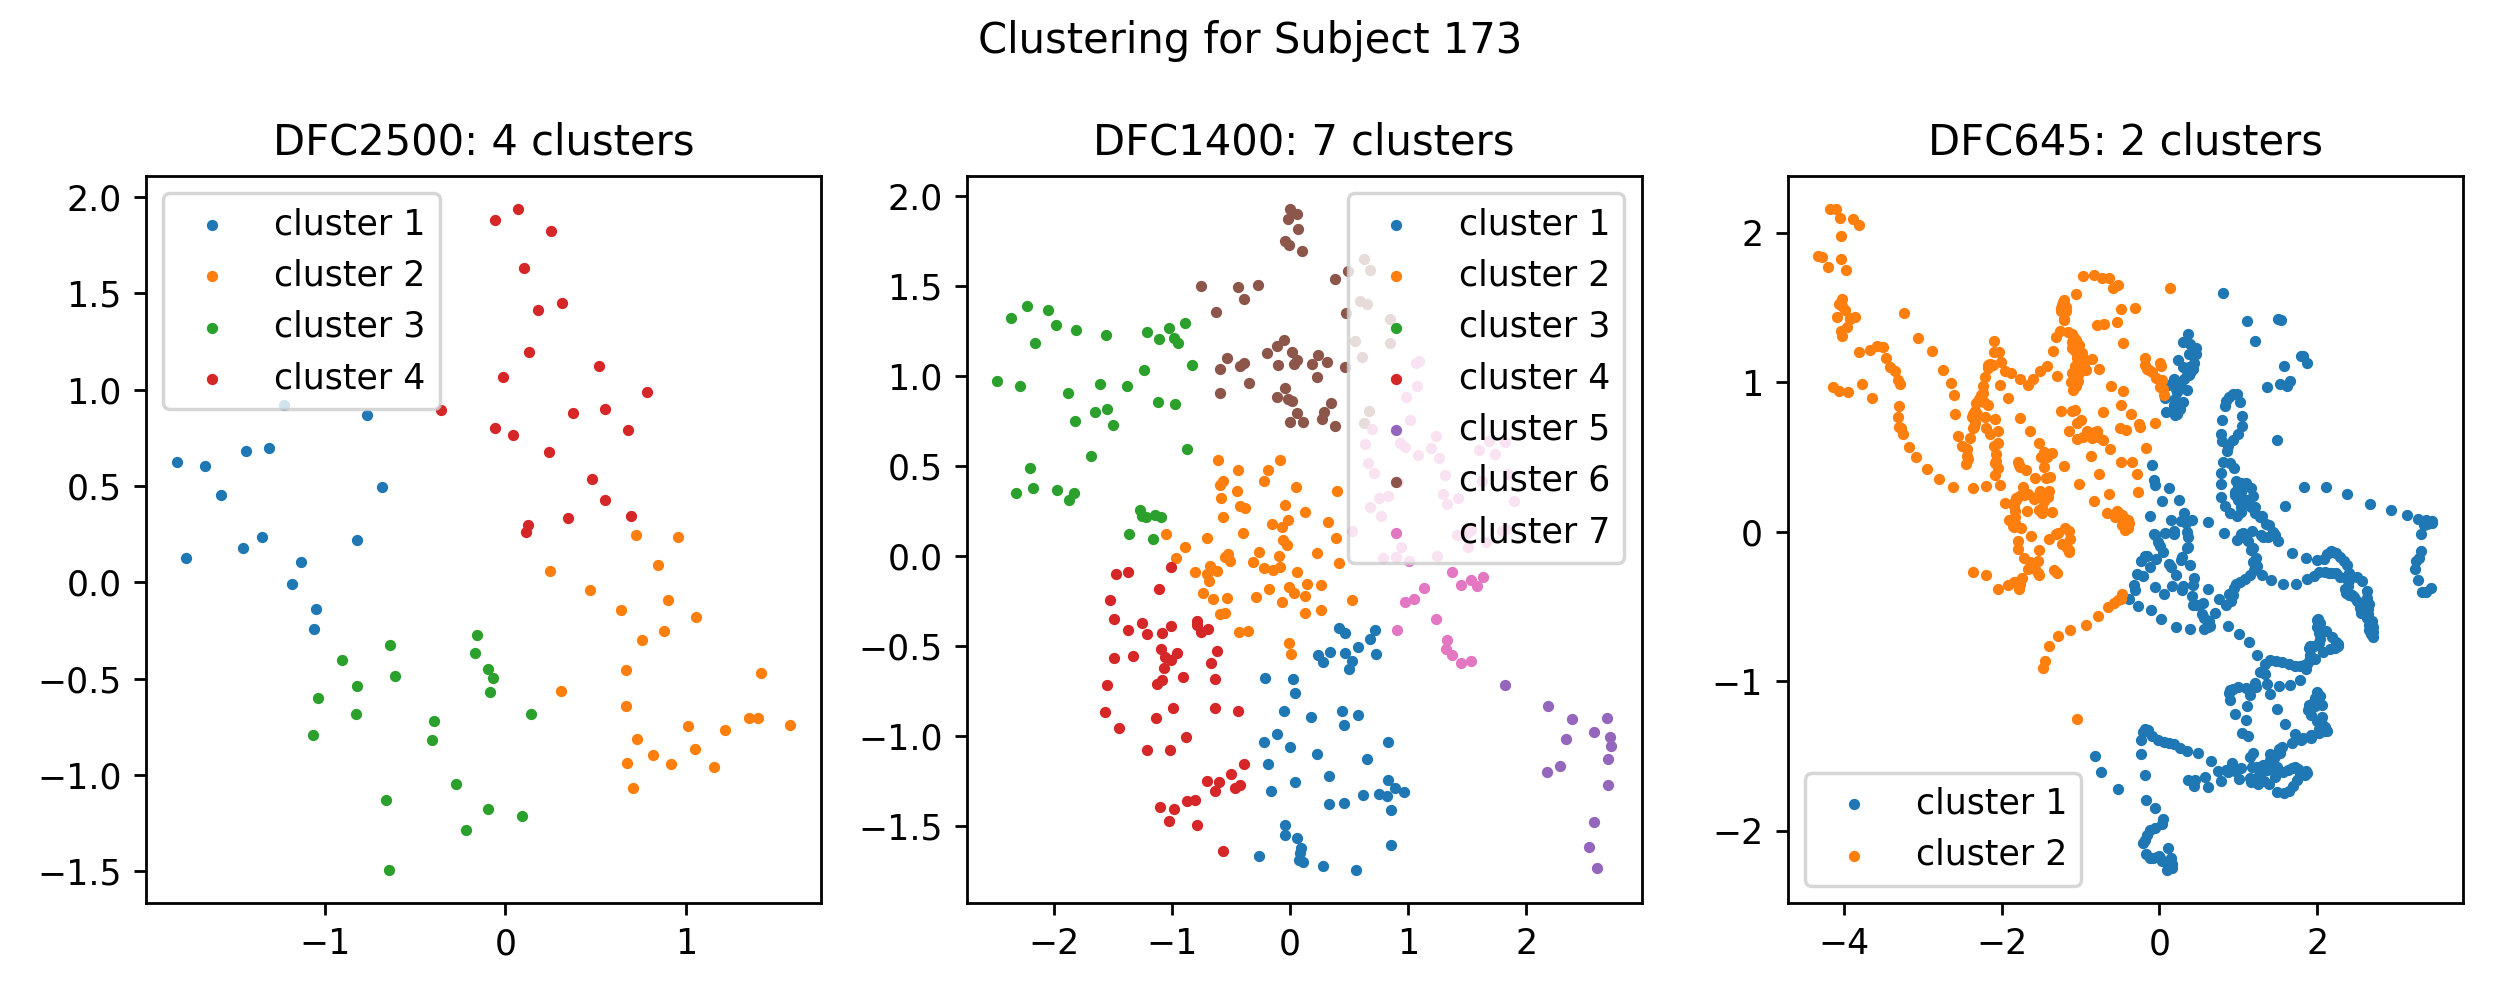 Clustering for Subject 173
DFC2500: 4 clusters
2.0
1.5
1.0
0.5
0.0
−0.5
−1.0
−1.5
cluster 1
cluster 2
cluster 3
cluster 4
−1 0 1
DFC1400: 7 clusters
2.0
1.5
1.0
0.5
0.0
−0.5
−1.0
−1.5
cluster 1
cluster 2
cluster 3
cluster 4
cluster 5
cluster 6
cluster 7
−2 −1 0 1 2
DFC645: 2 clusters
2
1
0
−1
−2
cluster 1
cluster 2
−4 −2 0 2